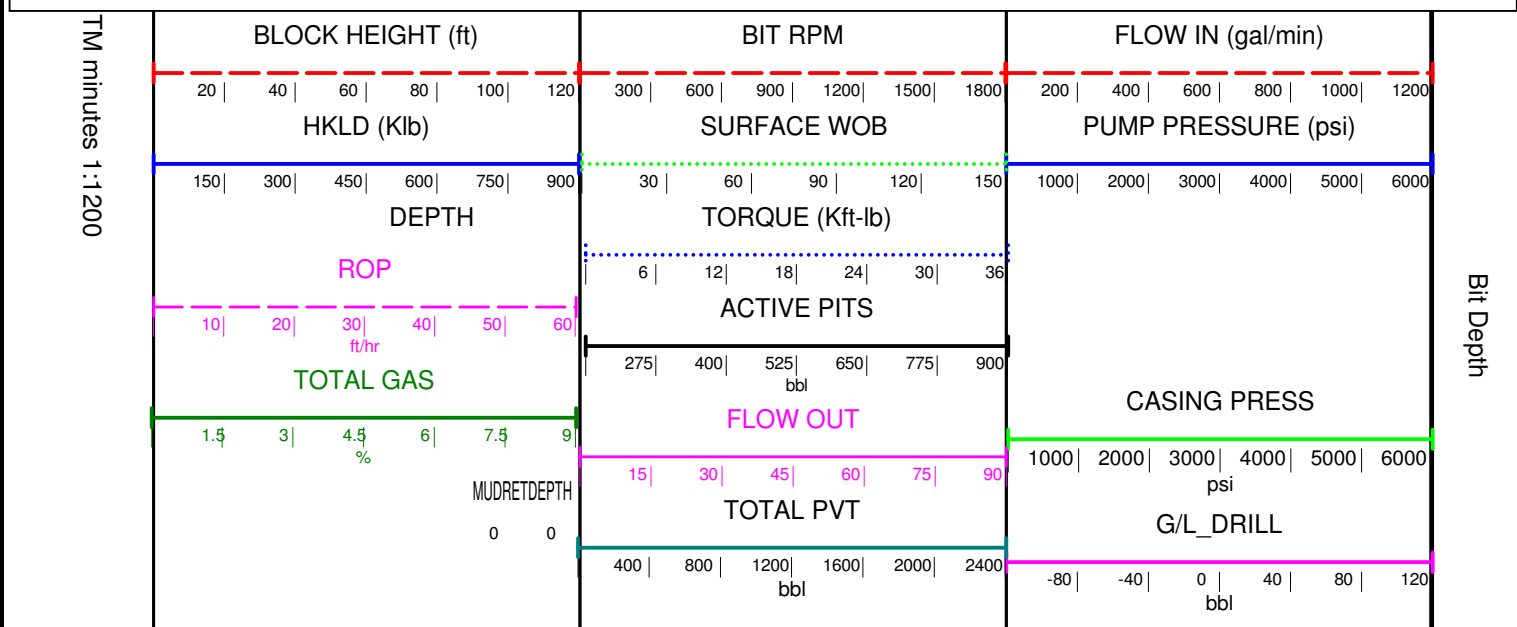 TM minutes 1:1200
BLOCK HEIGHT (ft)
20 40 60 80 100 120
HKLD (Klb)
150 300 450 600 750 900
DEPTH
ROP
10 20 30 40 50 60
ft/hr
TOTAL GAS
1.5 3 4.5 6 7.5 9
%
MUDRETDEPTH
0 0
BIT RPM
300 600 900 1200 1500 1800
SURFACE WOB
30 60 90 120 150
TORQUE (Kft-lb)
6 12 18 24 30 36
ACTIVE PITS
275 400 525 650 775 900
bbl
FLOW OUT
15 30 45 60 75 90
TOTAL PVT
400 800 1200 1600 2000 2400
bbl
FLOW IN (gal/min)
200 400 600 800 1000 1200
PUMP PRESSURE (psi)
1000 2000 3000 4000 5000 6000
CASING PRESS
1000 2000 3000 4000 5000 6000
psi
G/L_DRILL
-80 -40 0 40 80 120
bbl
Bit Depth